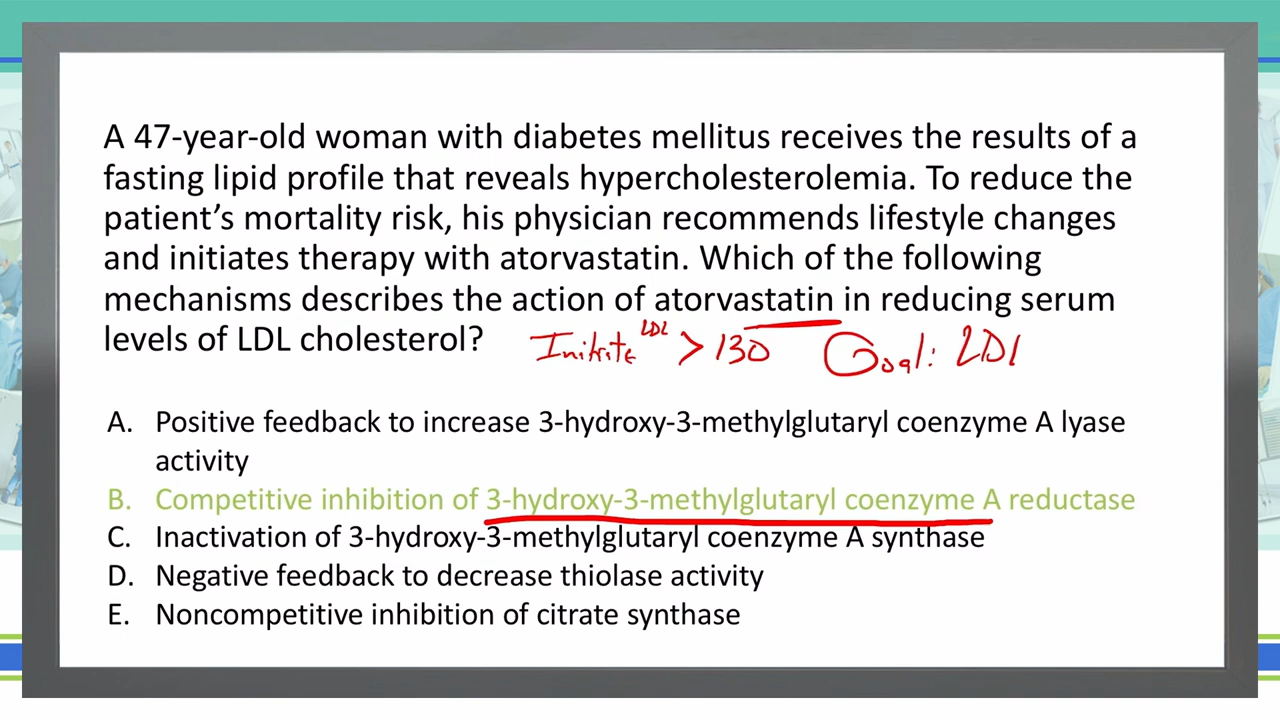 A 47-year-old woman with diabetes mellitus receives the results of a
fasting lipid profile that reveals hypercholesterolemia. To reduce the
patient’s mortality risk, his physician recommends lifestyle changes
and initiates therapy with atorvastatin. Which of the following
mechanisms describes the action of atorvastatin in reducing serum
levels of LDL cholesterol?
Initite LDL > 130 Goal: LDl
A. Positive feedback to increase 3-hydroxy-3-methylglutaryl coenzyme A lyase
activity
B. Competitive inhibition of 3-hydroxy-3-methylglutaryl coenzyme A reductase
C. Inactivation of 3-hydroxy-3-methylglutaryl coenzyme A synthase
D. Negative feedback to decrease thiolase activity
E. Noncompetitive inhibition of citrate synthase